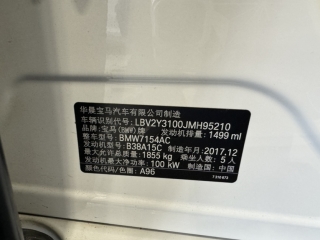 华晨宝马汽车有限公司制造
车辆识别代号: LBV2Y3100JMH95210
品牌: 宝马(BMW)牌 发动机排量: 1499 ml
整车型号: BMW7154AC
发动机型号: B38A15C 制造年月: 2017.12
最大允许总质量: 1855 kg 乘坐人数: 5 人
发动机最大净功率: 100 kW 制造国: 中国
颜色代码/色图: A96